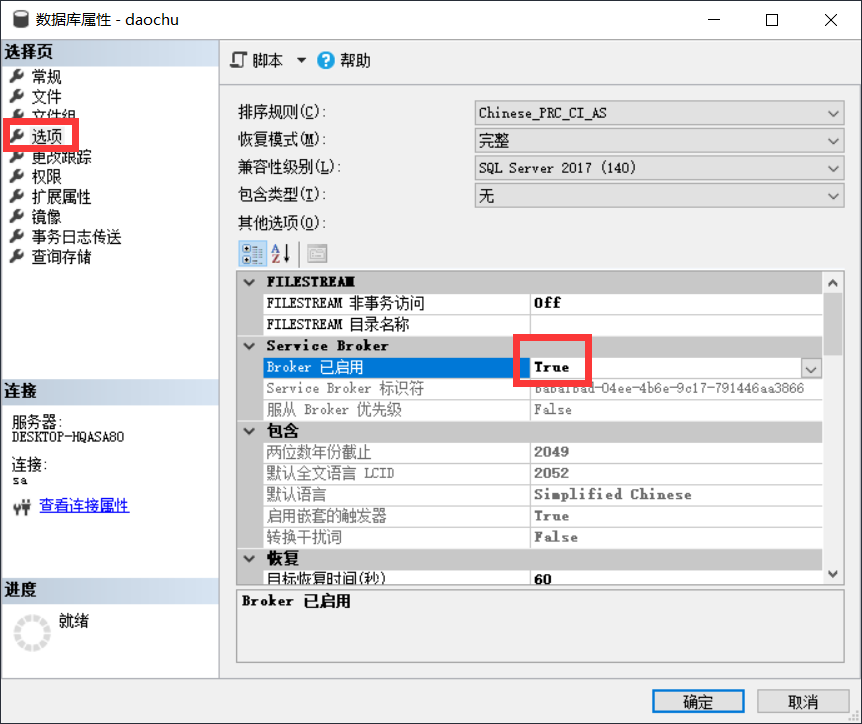 数据库属性 - daochu
选择页
常规
文件
文件组
选项
更改跟踪
权限
扩展属性
镜像
事务日志传送
查询存储
连接
服务器:
DESKTOP-HQASA80
连接:
sa
查看连接属性
进度
就绪
脚本 帮助
排序规则(C): Chinese_PRC_CI_AS
恢复模式(M): 完整
兼容性级别(L): SQL Server 2017 (140)
包含类型(T): 无
其他选项(O):
FILESTREAM
FILESTREAM 非事务访问 Off
FILESTREAM 目录名称
Service Broker
Broker 已启用 True
Service Broker 标识符
服从 Broker 优先级 False
包含
两位数年份截止 2049
默认全文语言 LCID 2052
默认语言 Simplified Chinese
启用嵌套的触发器 True
转换干扰词 False
恢复
目标恢复时间(秒) 60
Broker 已启用
确定 取消